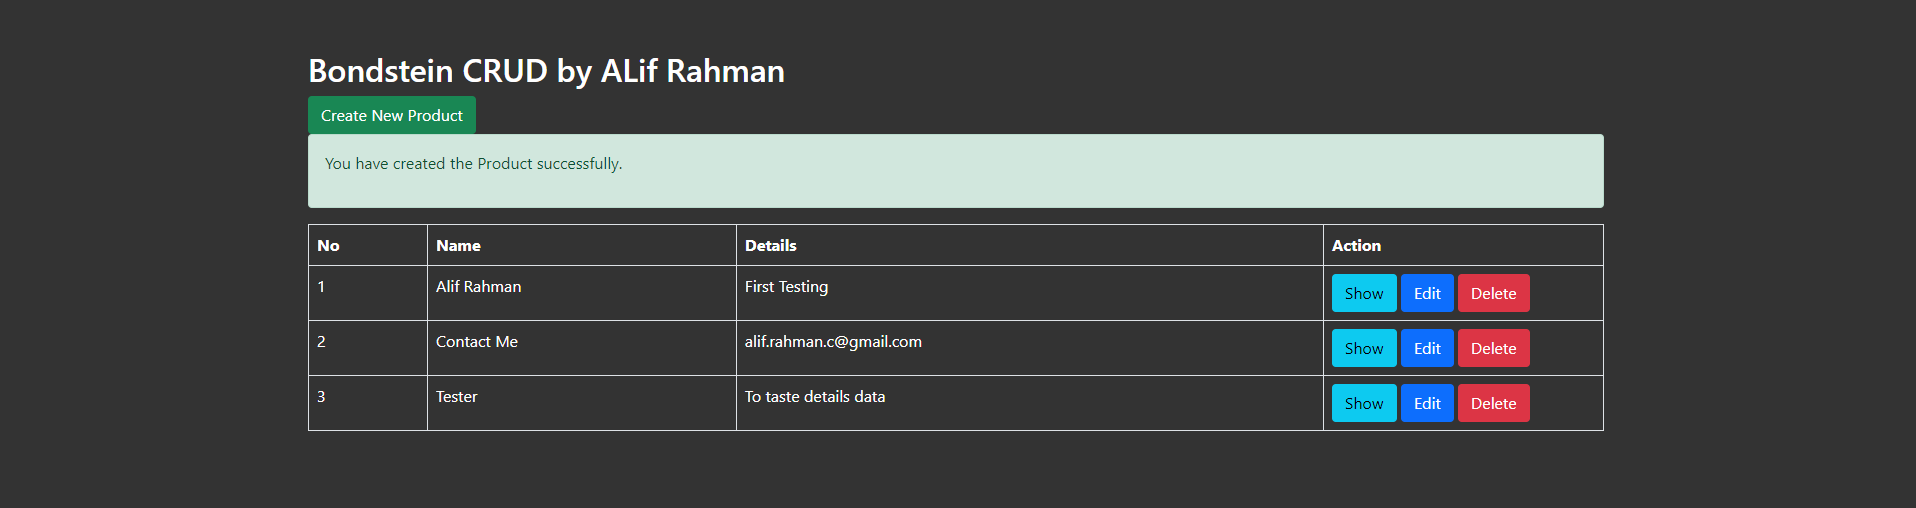 Bondstein CRUD by ALif Rahman
Create New Product
You have created the Product successfully.
No Name Details Action
1 Alif Rahman First Testing Show Edit Delete
2 Contact Me alif.rahman.c@gmail.com Show Edit Delete
3 Tester To taste details data Show Edit Delete